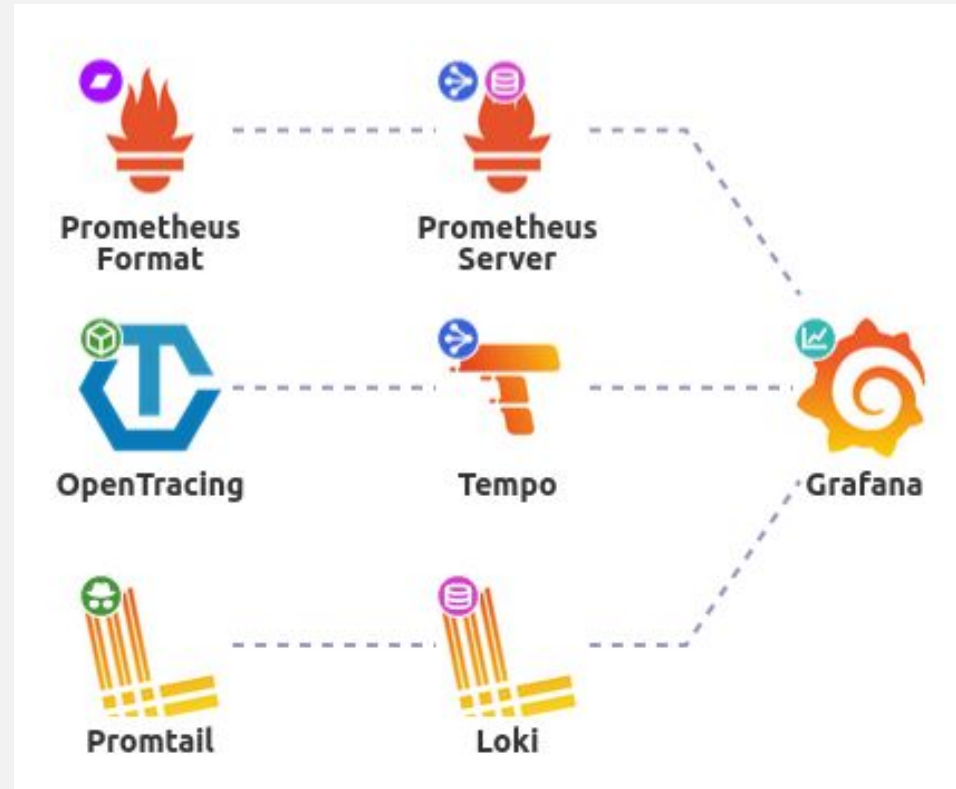 Prometheus
Format
Prometheus
Server
OpenTracing
Tempo
Grafana
Promtail
Loki